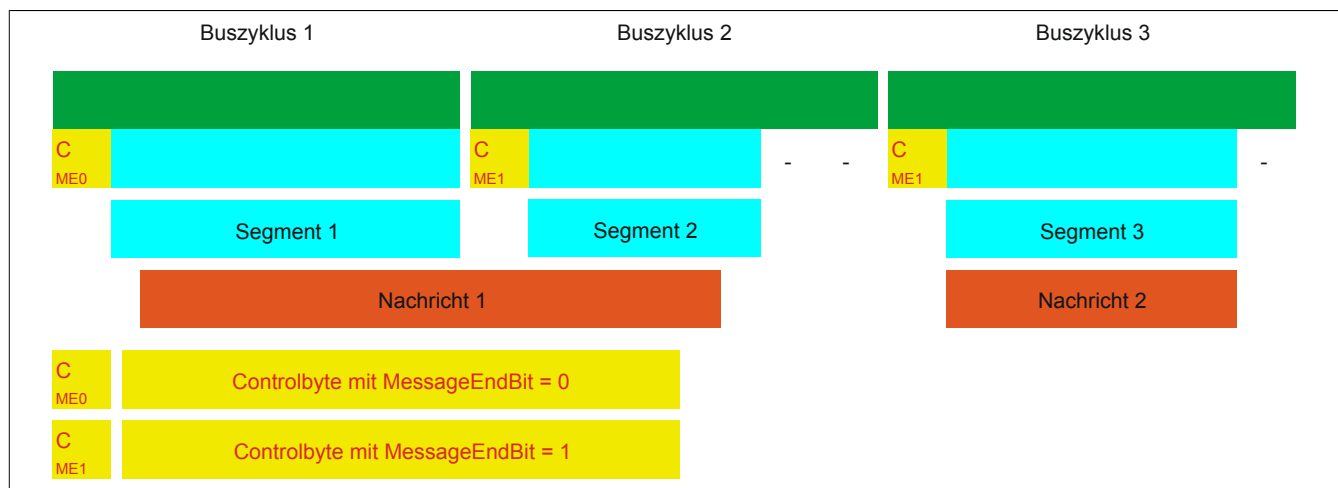 Buszyklus 1 Buszyklus 2 Buszyklus 3
C C - - C -
ME0 ME1 ME1
Segment 1 Segment 2 Segment 3
Nachricht 1 Nachricht 2
C
ME0
Controlbyte mit MessageEndBit = 0
C
ME1
Controlbyte mit MessageEndBit = 1